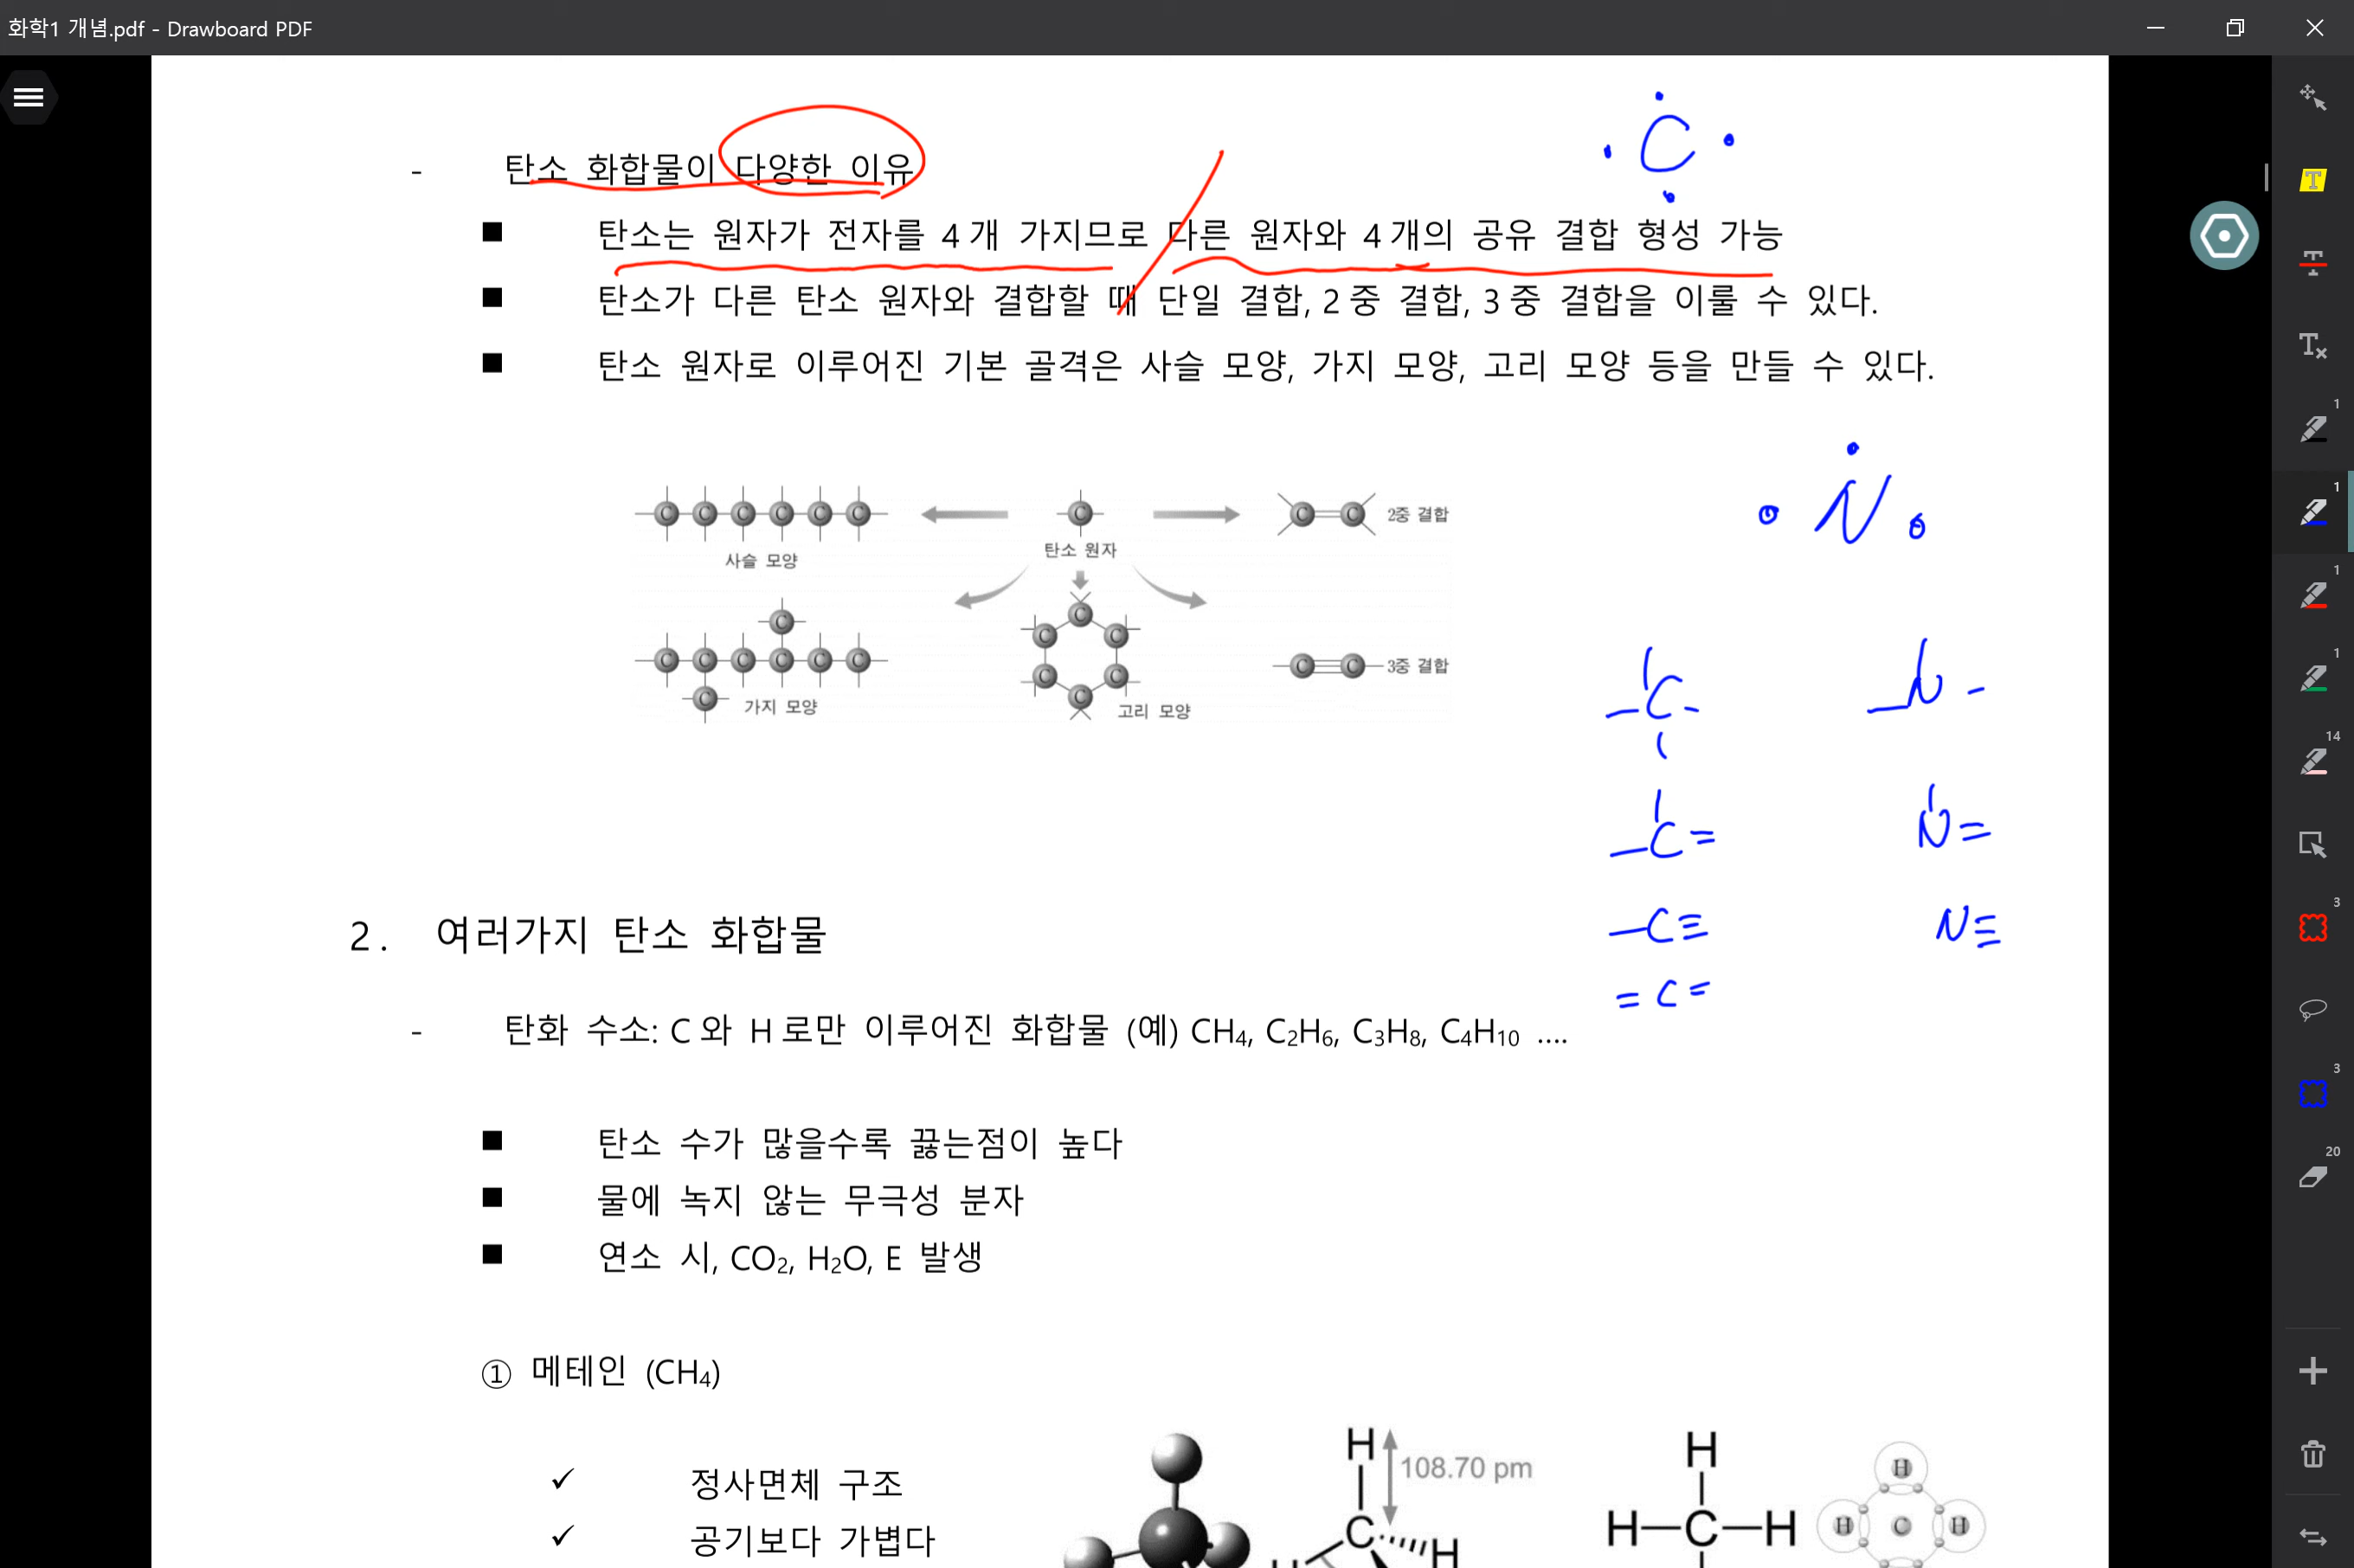 화학1 개념.pdf - Drawboard PDF
- 탄소 화합물이 다양한 이유
■ 탄소는 원자가 전자를 4개 가지므로 다른 원자와 4개의 공유 결합 형성 가능
■ 탄소가 다른 탄소 원자와 결합할 때 단일 결합, 2중 결합, 3중 결합을 이룰 수 있다.
■ 탄소 원자로 이루어진 기본 골격은 사슬 모양, 가지 모양, 고리 모양 등을 만들 수 있다.
C
N
C C C C C C
C
C=C 2중 결합
사슬 모양
탄소 원자
C
C C C C C C
C
가지 모양
C
C C
C C
C
고리 모양
C≡C 3중 결합
-C- -N-
-C= N=
-C≡ N≡
=C=
2. 여러가지 탄소 화합물
- 탄화 수소: C와 H로만 이루어진 화합물 (예) CH4, C2H6, C3H8, C4H10 ....
■ 탄소 수가 많을수록 끓는점이 높다
■ 물에 녹지 않는 무극성 분자
■ 연소 시, CO2, H2O, E 발생
① 메테인 (CH4)
✓ 정사면체 구조
✓ 공기보다 가볍다
H 108.70 pm
C
H H
H
H-C-H
H
H C H
1
1
1
1
14
3
3
20